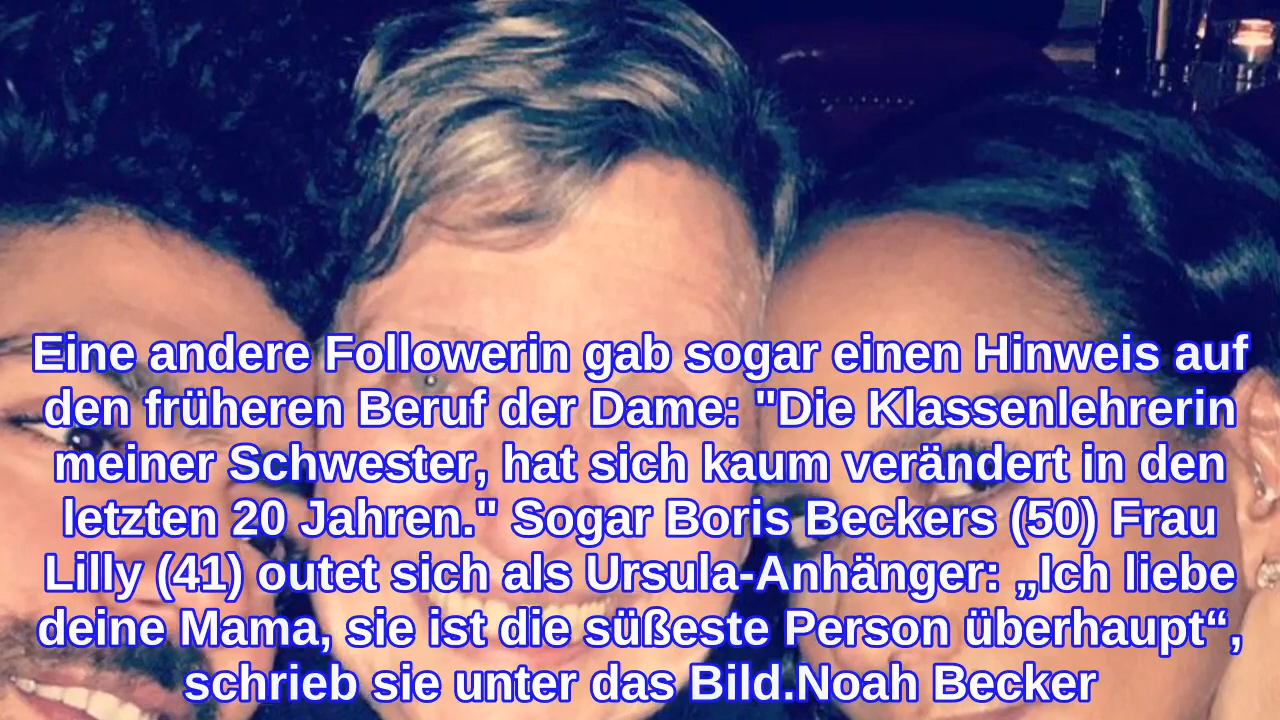 Eine andere Followerin gab sogar einen Hinweis auf
den früheren Beruf der Dame: "Die Klassenlehrerin
meiner Schwester, hat sich kaum verändert in den
letzten 20 Jahren." Sogar Boris Beckers (50) Frau
Lilly (41) outet sich als Ursula-Anhänger: „Ich liebe
deine Mama, sie ist die süßeste Person überhaupt“,
schrieb sie unter das Bild.Noah Becker